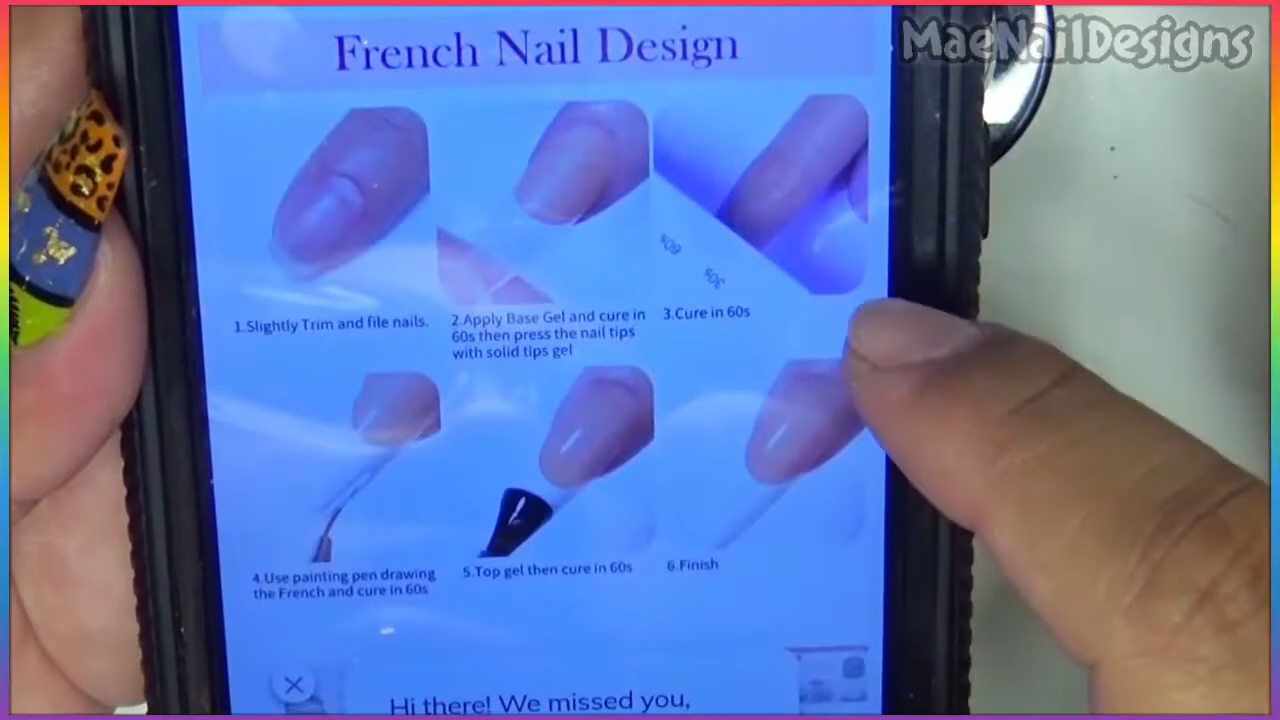 MaeNailDesigns
French Nail Design
60s
30s
1.Slightly Trim and file nails.
2.Apply Base Gel and cure in
60s then press the nail tips
with solid tips gel
3.Cure in 60s
4.Use painting pen drawing
the French and cure in 60s
5.Top gel then cure in 60s
6.Finish
Hi there! We missed you,